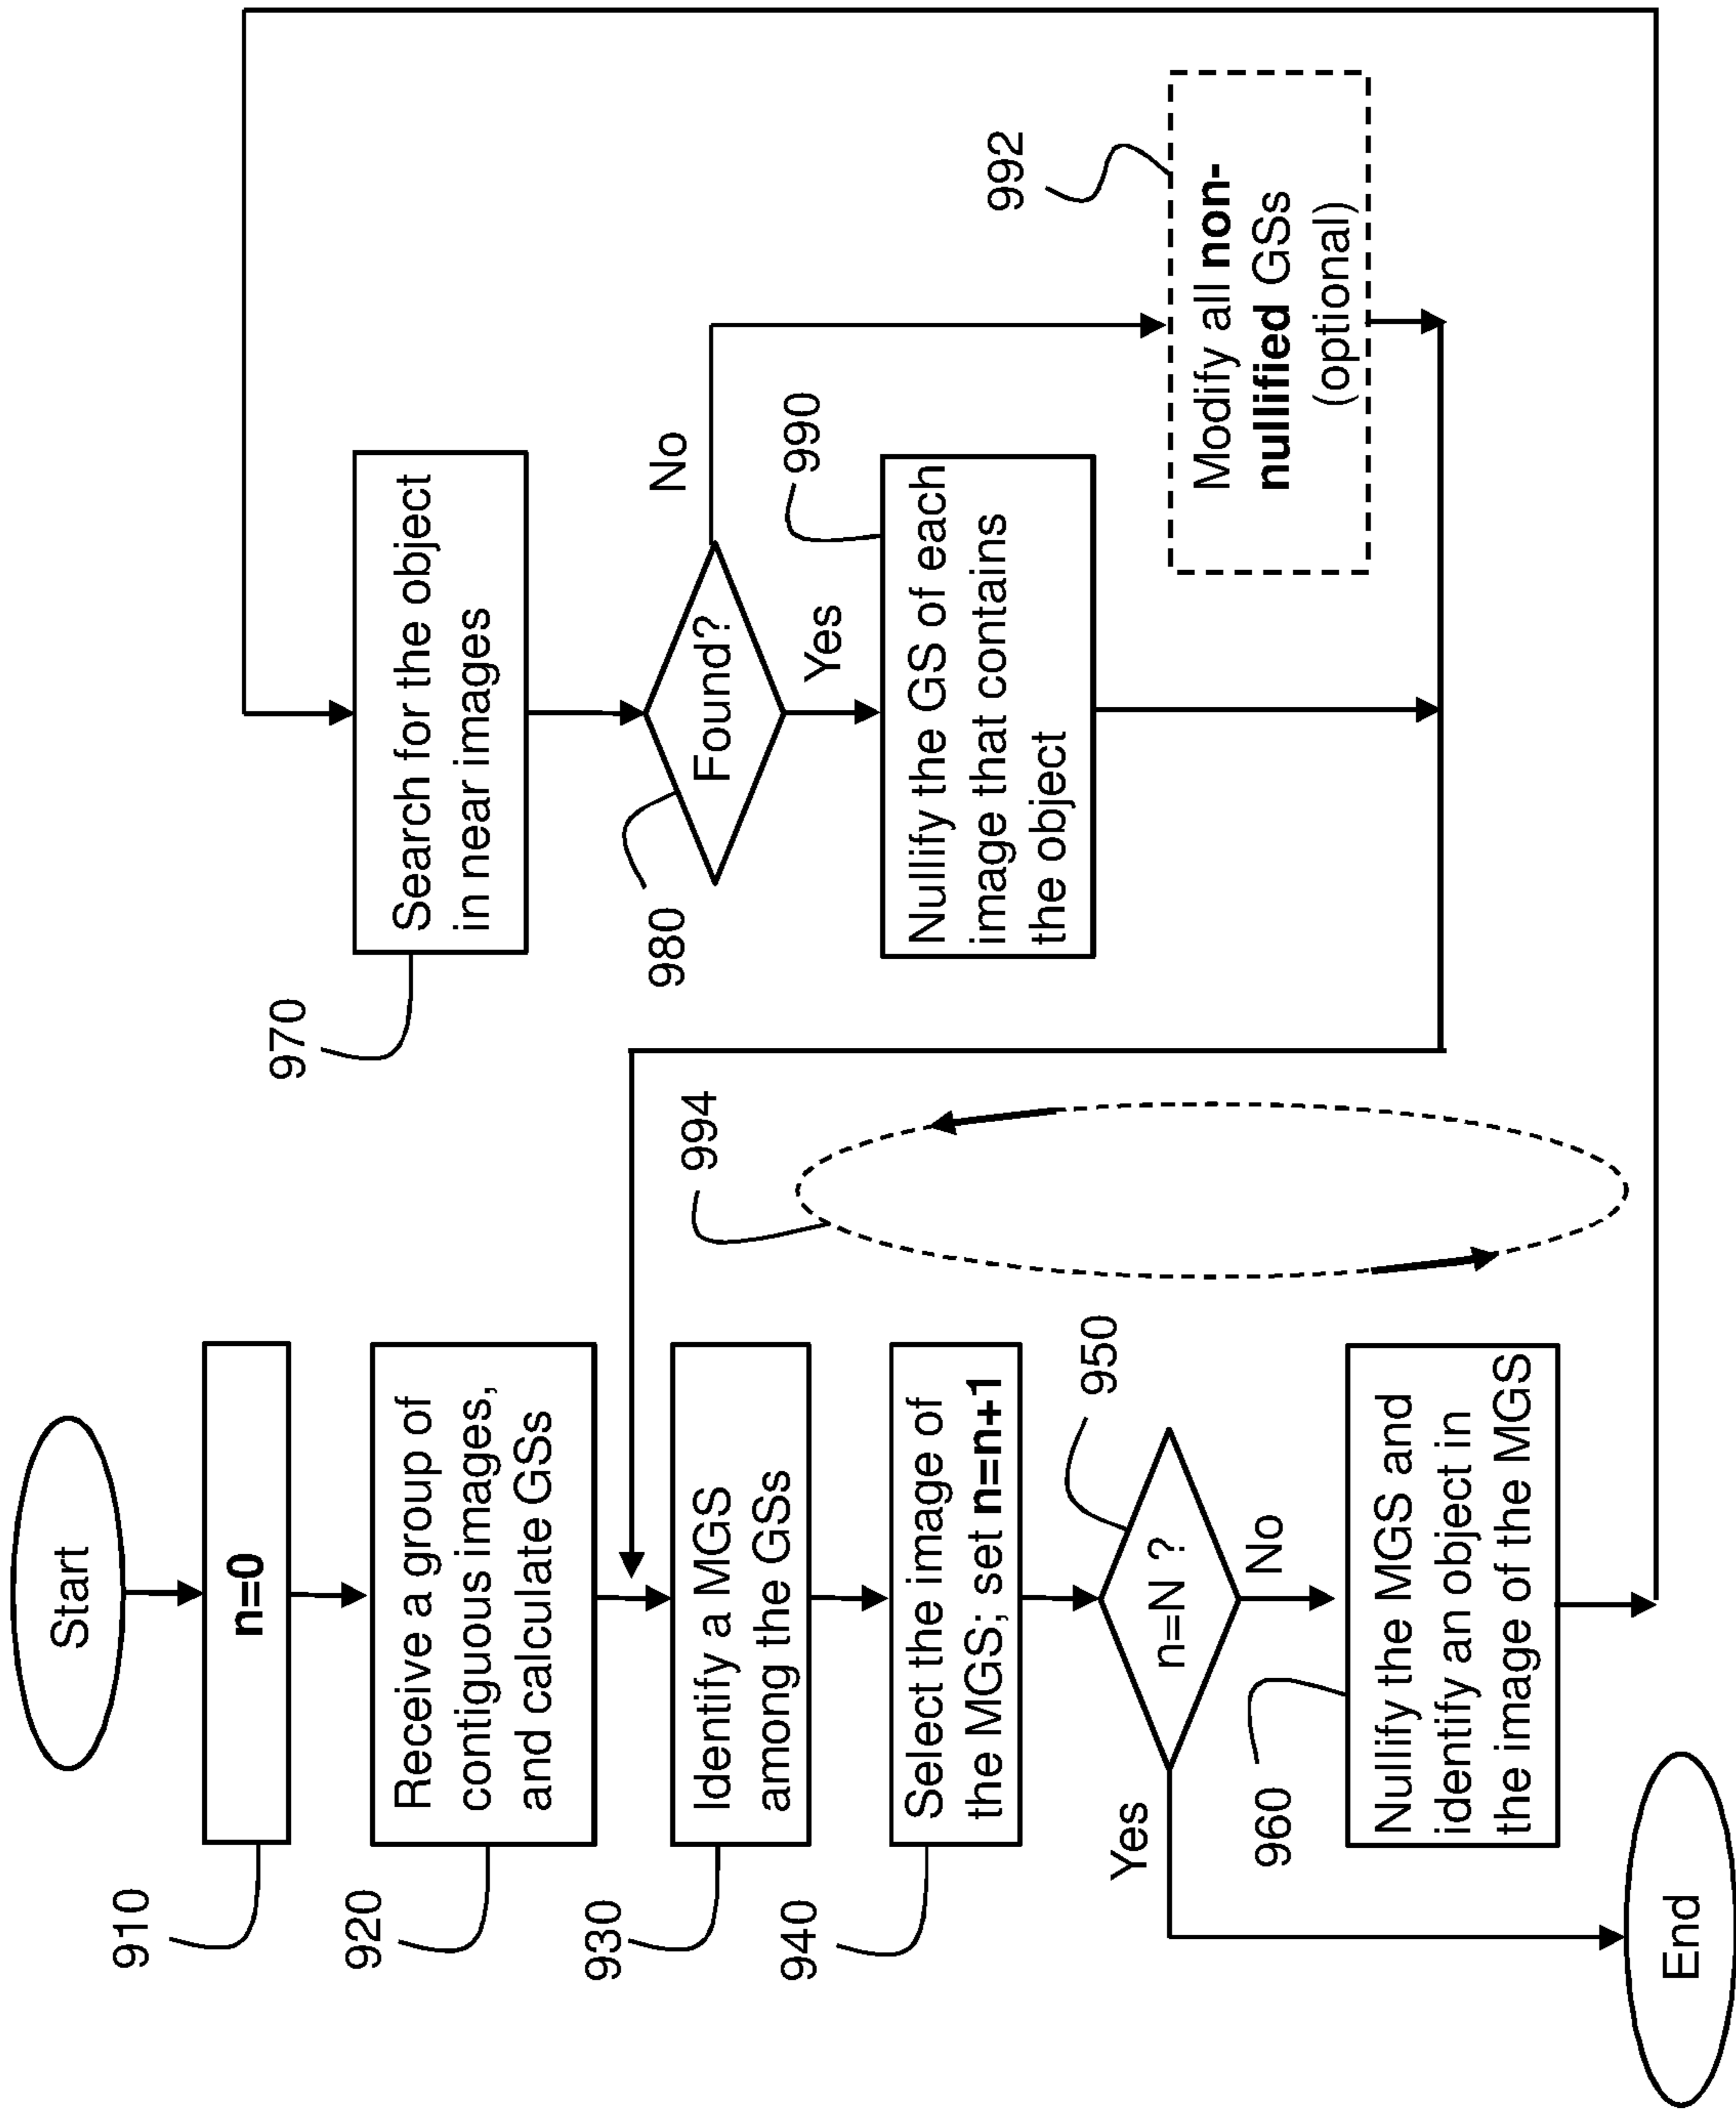 Start
910
n=0
920
Receive a group of
contiguous images,
and calculate GSs
930
Identify a MGS
among the GSs
940
Select the image of
the MGS; set n=n+1
950
n=N ?
Yes
No
960
Nullify the MGS and
identify an object in
the image of the MGS
End
970
Search for the object
in near images
980
Found?
No
Yes
990
Nullify the GS of each
image that contains
the object
992
Modify all non-
nullified GSs
(optional)
994